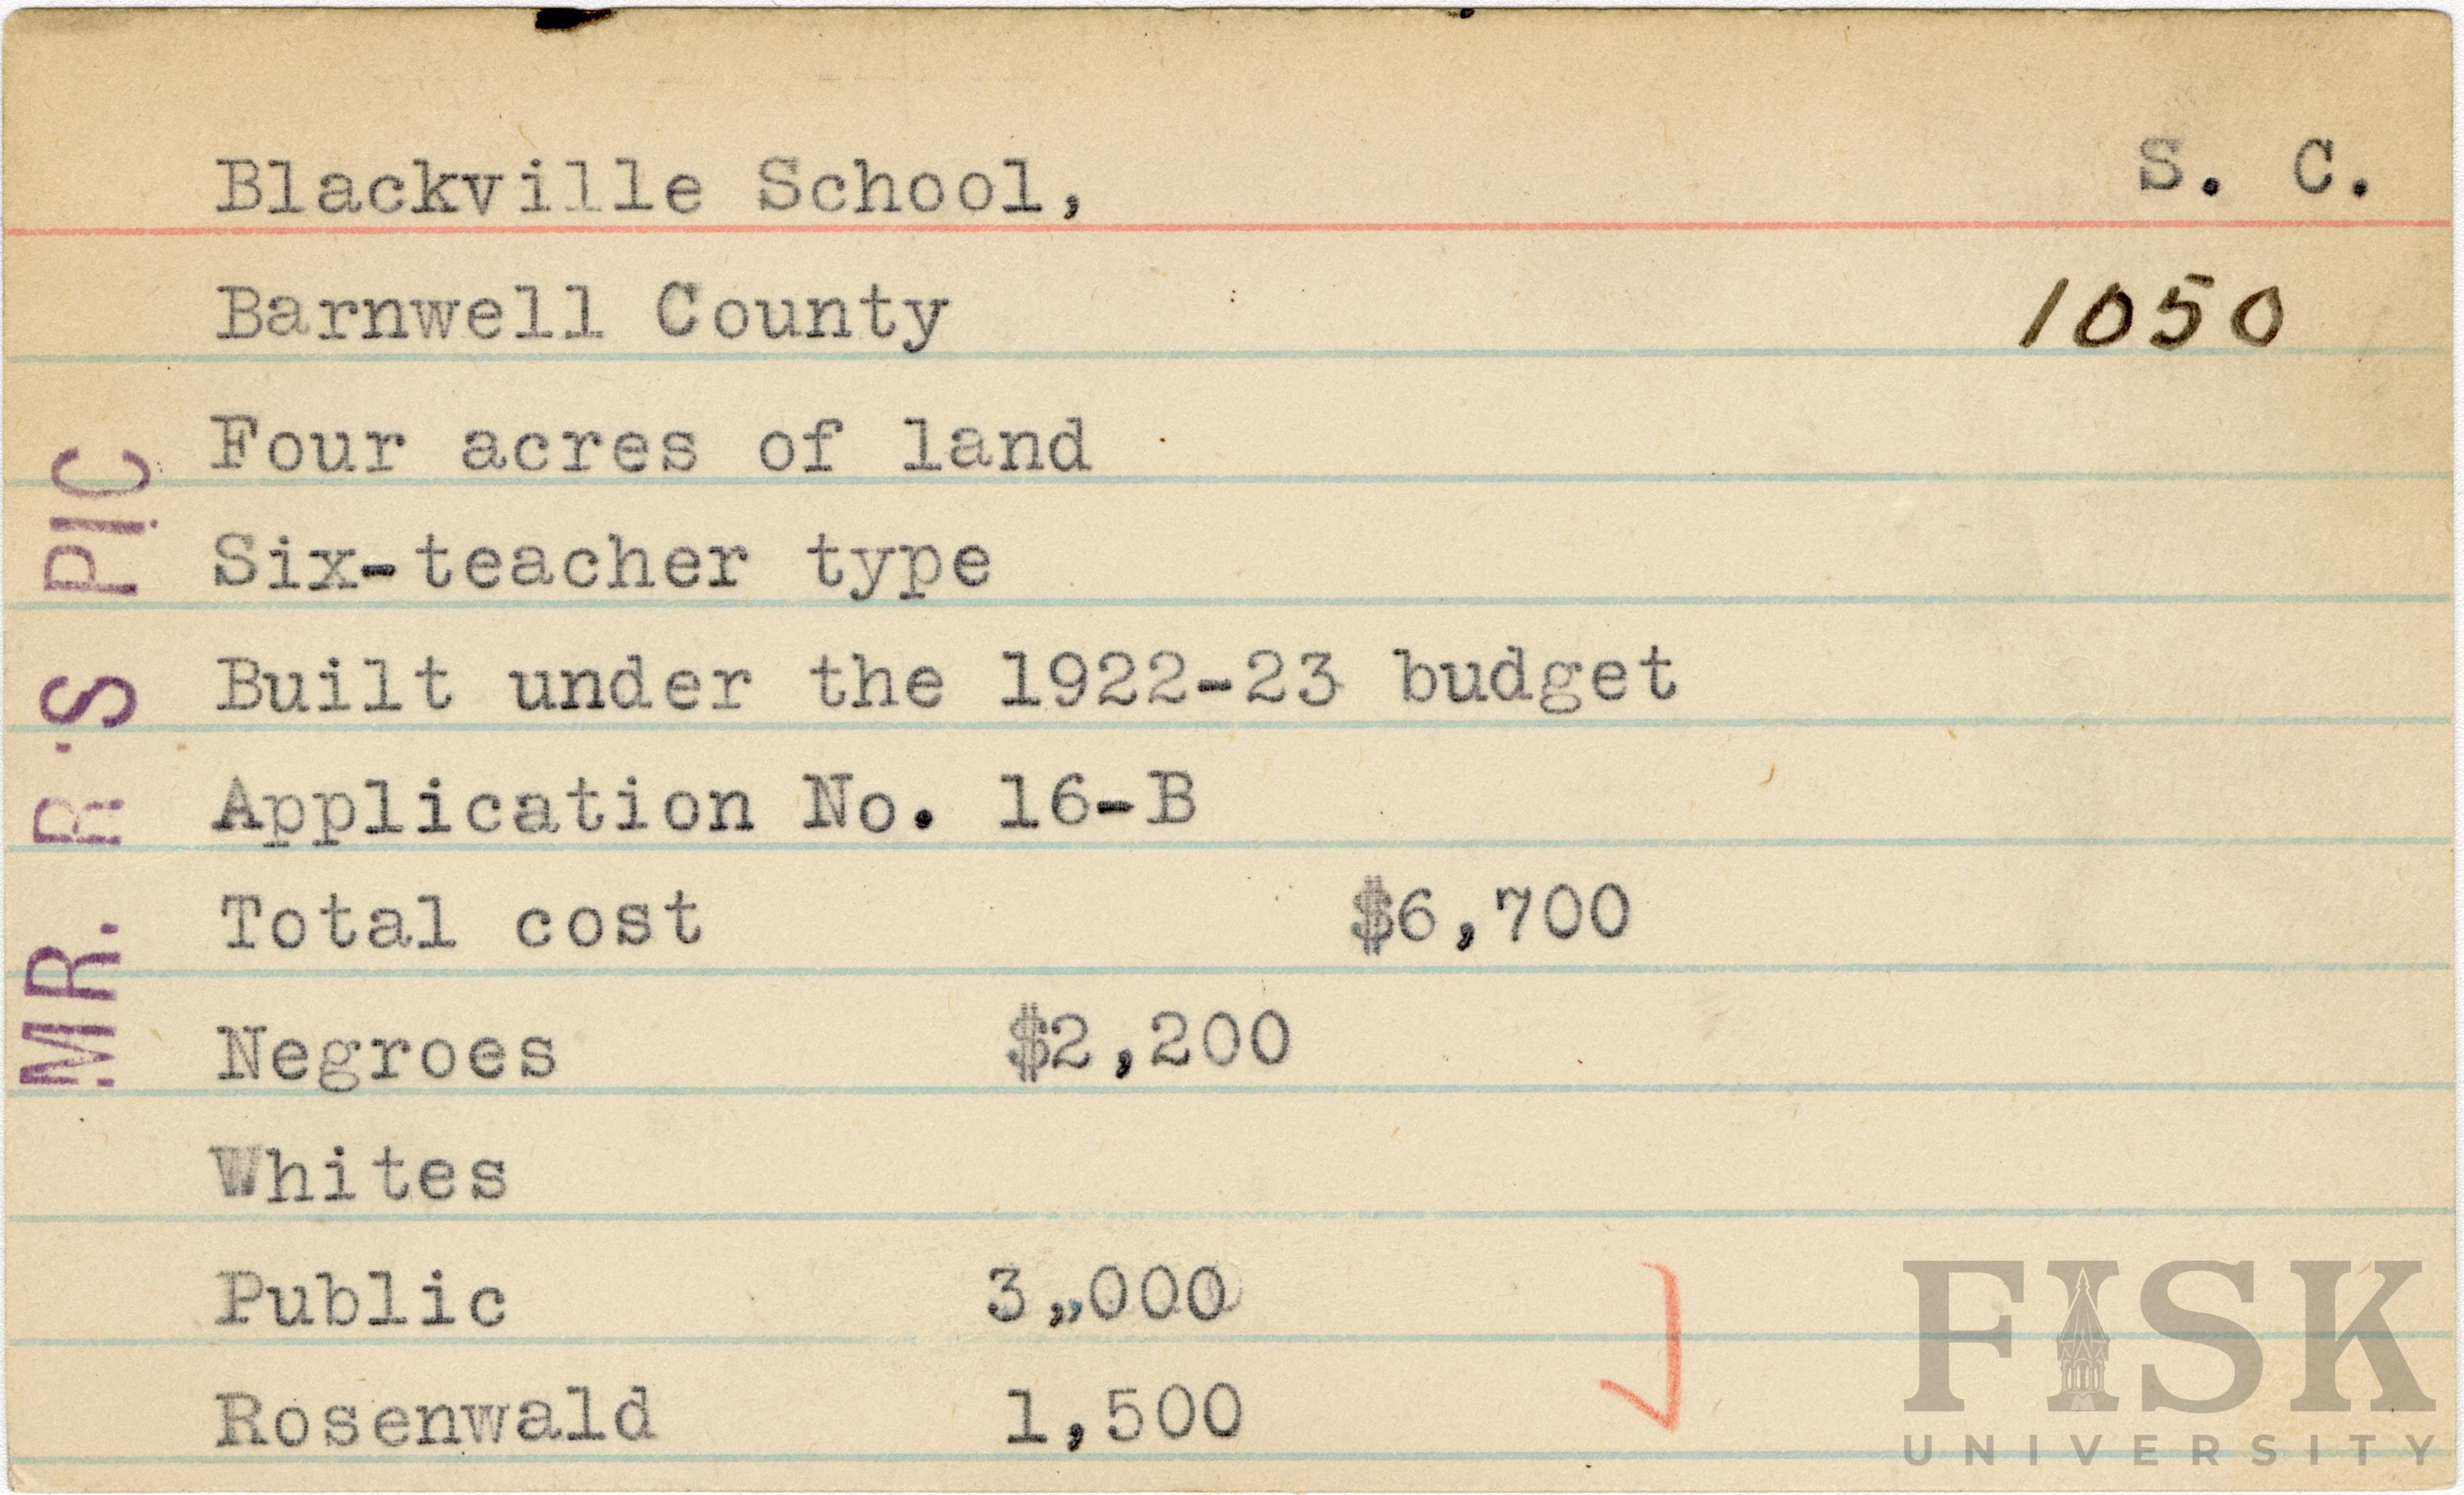 Blackville School, S. C.
Barnwell County 1050
Four acres of land
Six-teacher type
Built under the 1922-23 budget
Application No. 16-B
Total cost $6,700
Negroes $2,200
Whites
Public 3,,000
Rosenwald 1,500
MR. R'S PIC
FISK
UNIVERSITY